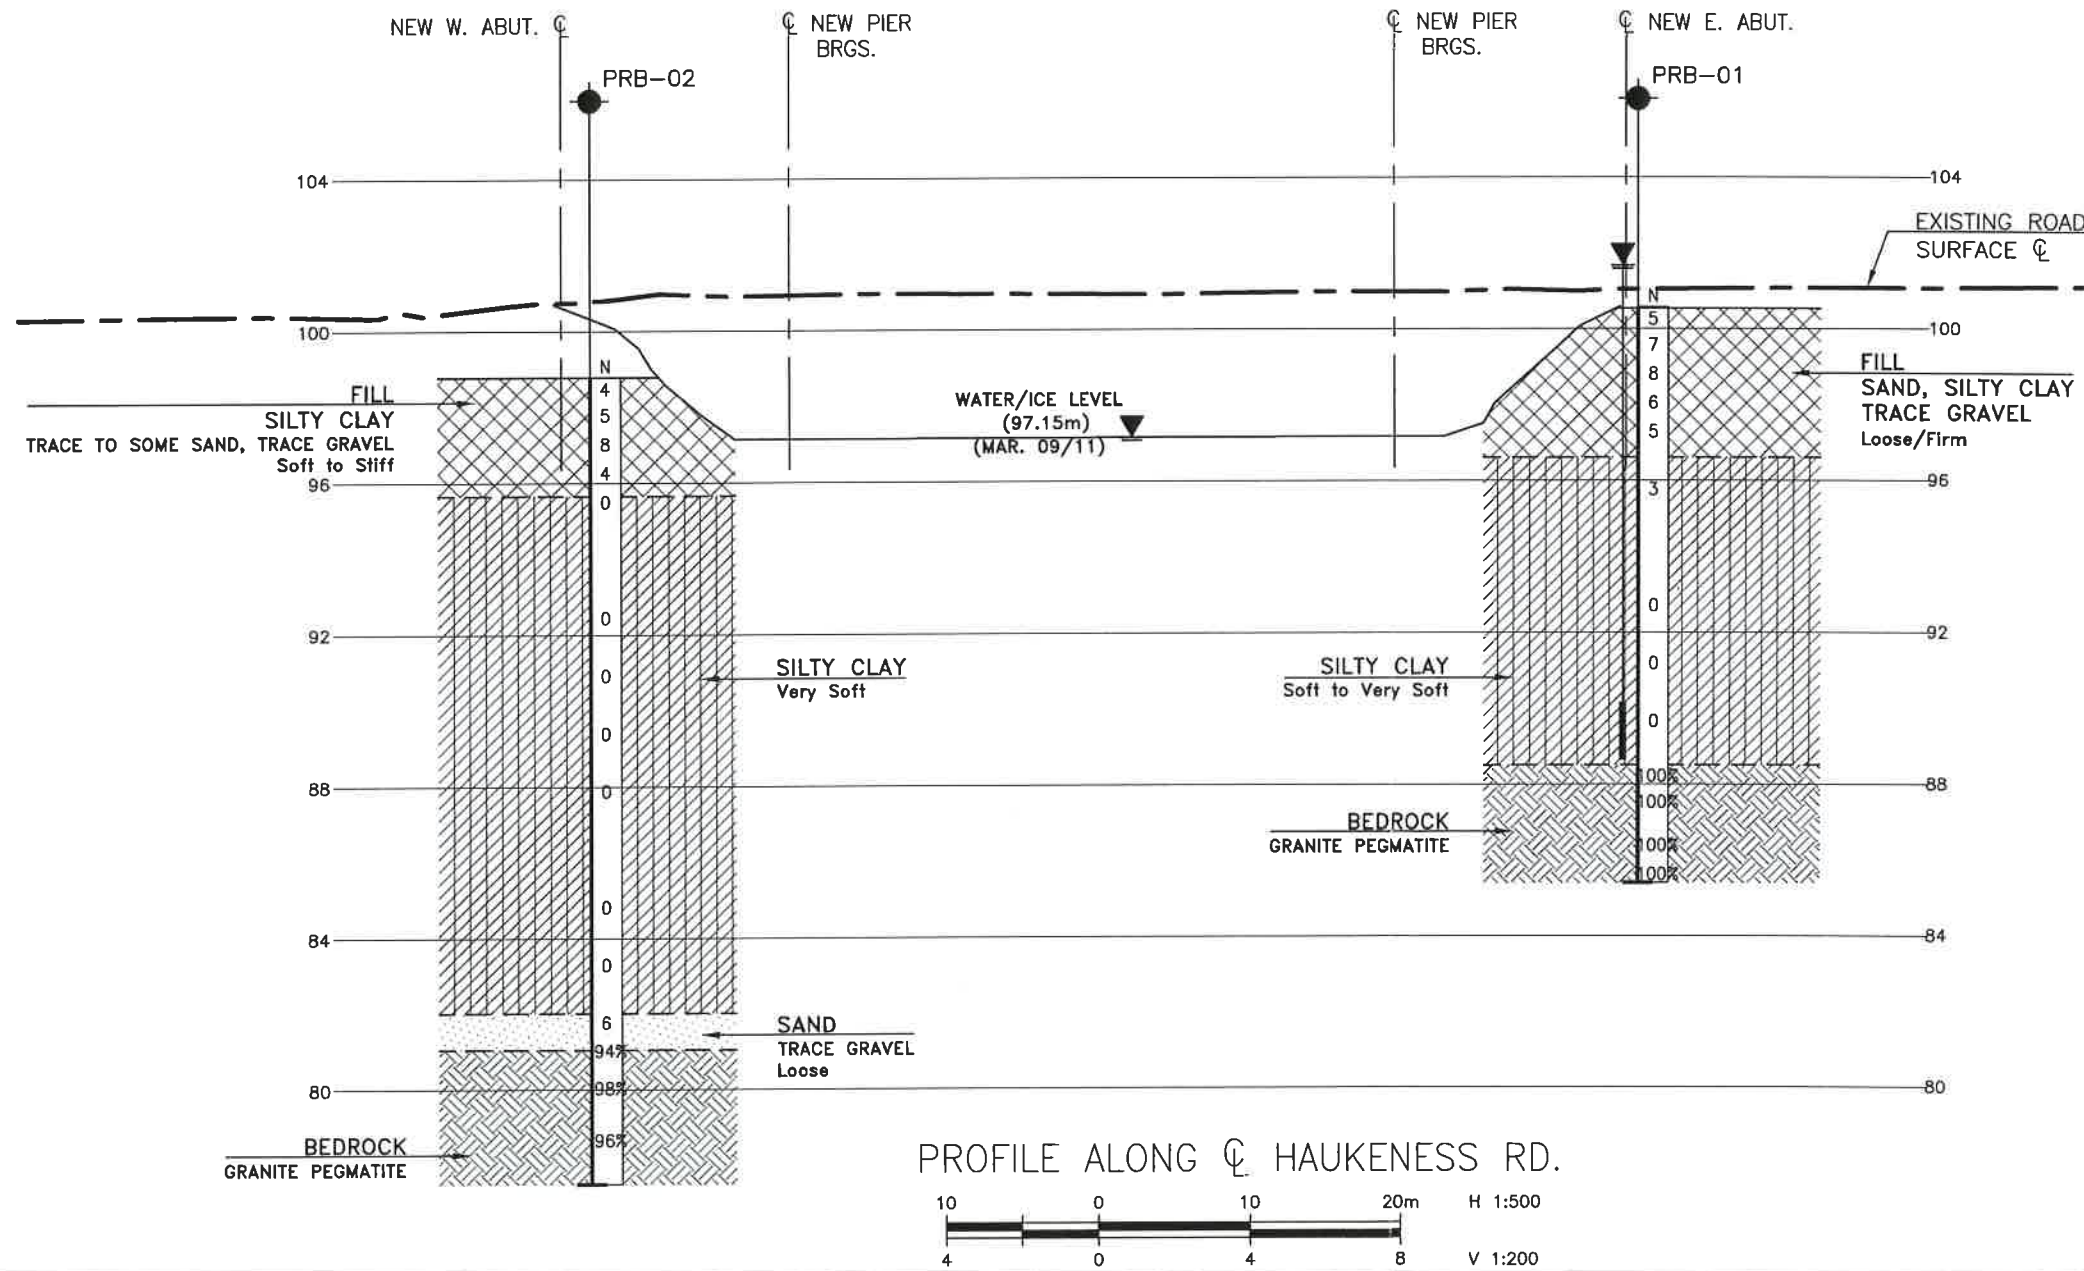 NEW W. ABUT. ℄
℄ NEW PIER
BRGS.
℄ NEW PIER
BRGS.
℄ NEW E. ABUT.
PRB-02
PRB-01
104
104
EXISTING ROAD
SURFACE ℄
100
100
N
4
5
8
4
0
0
0
0
0
0
0
6
94%
98%
96%
N
5
7
8
6
5
3
0
0
0
100%
100%
100%
100%
FILL
SILTY CLAY
TRACE TO SOME SAND, TRACE GRAVEL
Soft to Stiff
WATER/ICE LEVEL
(97.15m)
(MAR. 09/11)
FILL
SAND, SILTY CLAY
TRACE GRAVEL
Loose/Firm
96
96
92
92
SILTY CLAY
Very Soft
SILTY CLAY
Soft to Very Soft
88
88
BEDROCK
GRANITE PEGMATITE
84
84
SAND
TRACE GRAVEL
Loose
80
80
BEDROCK
GRANITE PEGMATITE
PROFILE ALONG ℄ HAUKENESS RD.
10 0 10 20m H 1:500
4 0 4 8 V 1:200